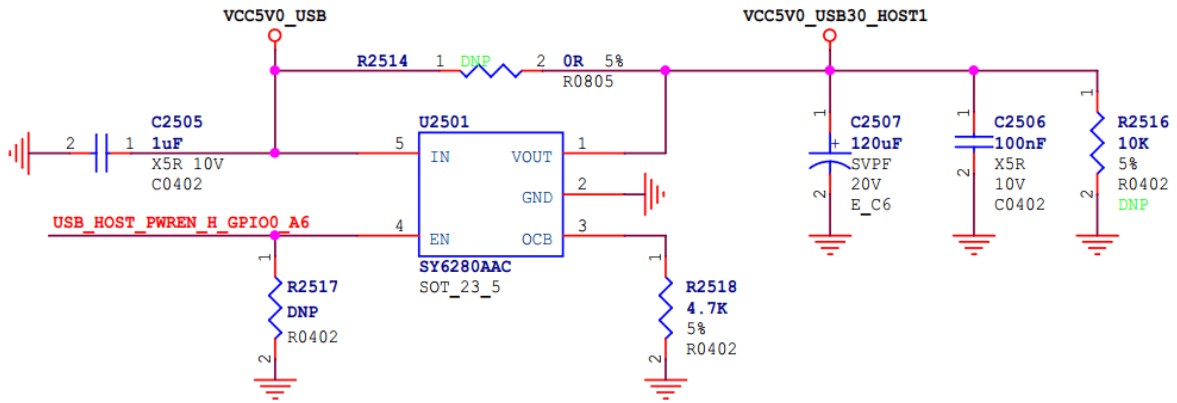 VCC5V0_USB
VCC5V0_USB30_HOST1
R2514 1 DNP 2 0R 5%
R0805
C2505
2 1 1uF
X5R 10V
C0402
U2501
5 IN VOUT 1
GND 2
4 EN OCB 3
SY6280AAC
SOT_23_5
USB_HOST_PWREN_H_GPIO0_A6
1
R2517
DNP
R0402
2
1
R2518
4.7K
5%
R0402
2
1
C2507
+ 120uF
SVPF
20V
E_C6
2
1
C2506
100nF
X5R
10V
C0402
2
1
R2516
10K
5%
R0402
DNP
2